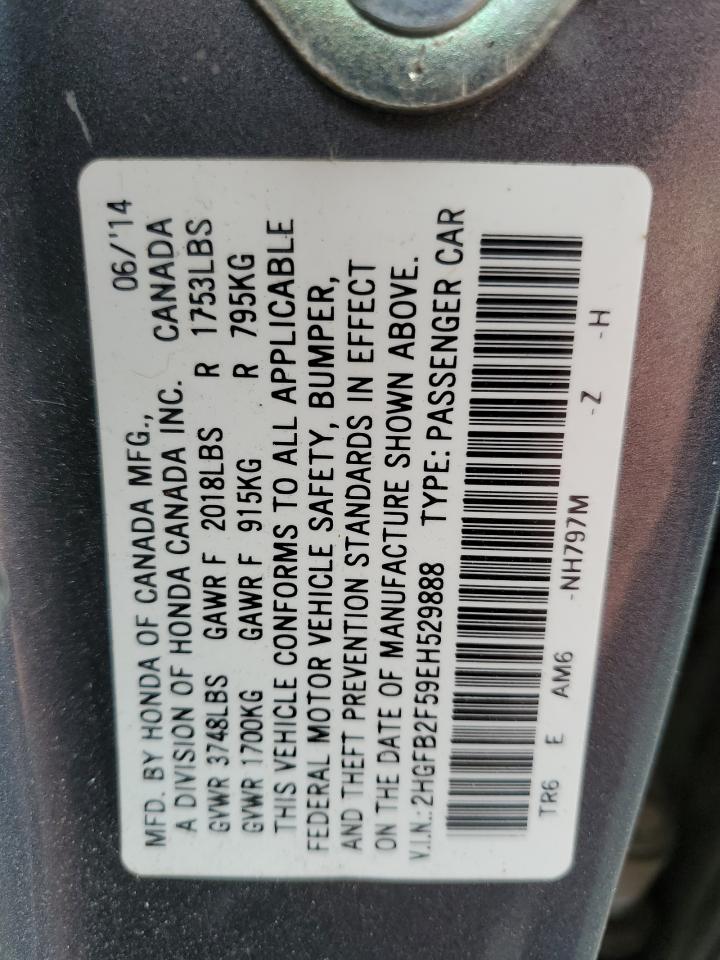 MFD. BY HONDA OF CANADA MFG., 06/'14
A DIVISION OF HONDA CANADA INC. CANADA
GVWR 3748LBS GAWR F 2018LBS R 1753LBS
GVWR 1700KG GAWR F 915KG R 795KG
THIS VEHICLE CONFORMS TO ALL APPLICABLE
FEDERAL MOTOR VEHICLE SAFETY, BUMPER,
AND THEFT PREVENTION STANDARDS IN EFFECT
ON THE DATE OF MANUFACTURE SHOWN ABOVE.
V.I.N.: 2HGFB2F59EH529888 TYPE: PASSENGER CAR
TR6 E AM6 -NH797M -Z -H